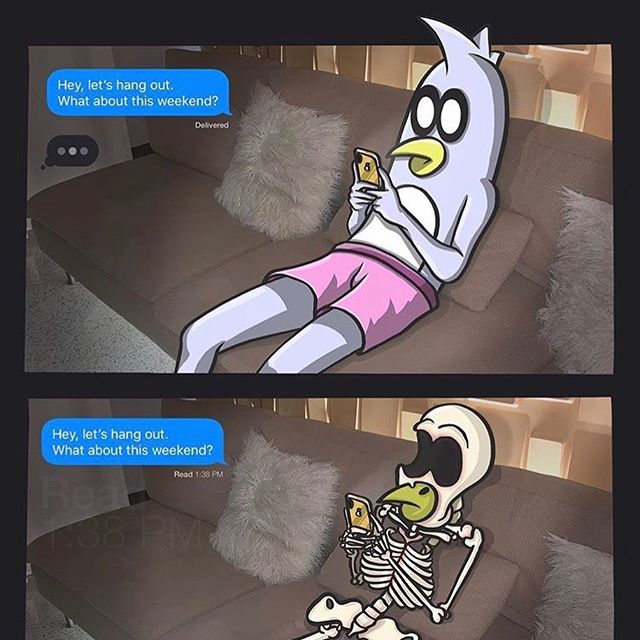 Hey, let's hang out.
What about this weekend?
Delivered
Hey, let's hang out.
What about this weekend?
Read 1:38 PM
Read
1:38 PM